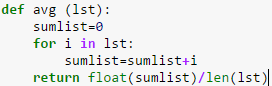 def avg (lst):
    sumlist=0
    for i in lst:
        sumlist=sumlist+i
    return float(sumlist)/len(lst)